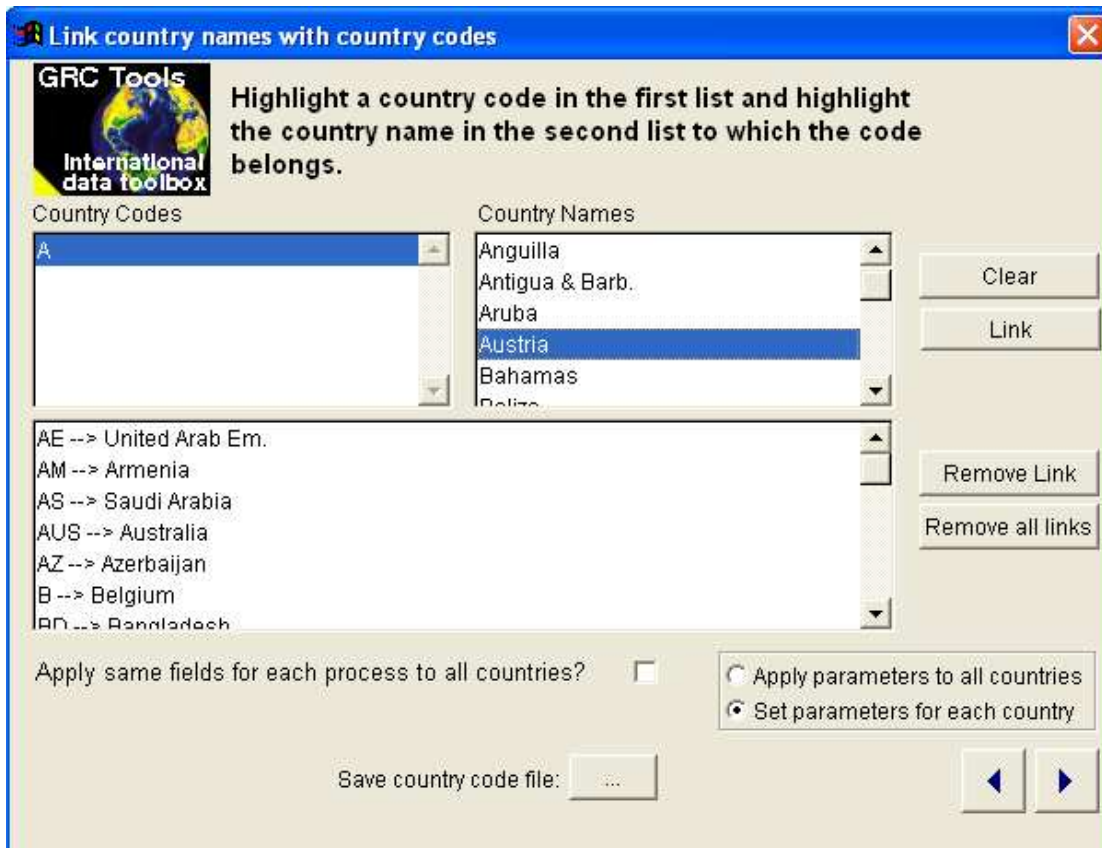 Link country names with country codes
GRC Tools
International
data toolbox
Highlight a country code in the first list and highlight
the country name in the second list to which the code
belongs.
Country Codes
Country Names
A
Anguilla
Antigua & Barb.
Aruba
Austria
Bahamas
Belize
Clear
Link
AE --> United Arab Em.
AM --> Armenia
AS --> Saudi Arabia
AUS --> Australia
AZ --> Azerbaijan
B --> Belgium
BD --> Bangladesh
Remove Link
Remove all links
Apply same fields for each process to all countries?
Apply parameters to all countries
Set parameters for each country
Save country code file:
...